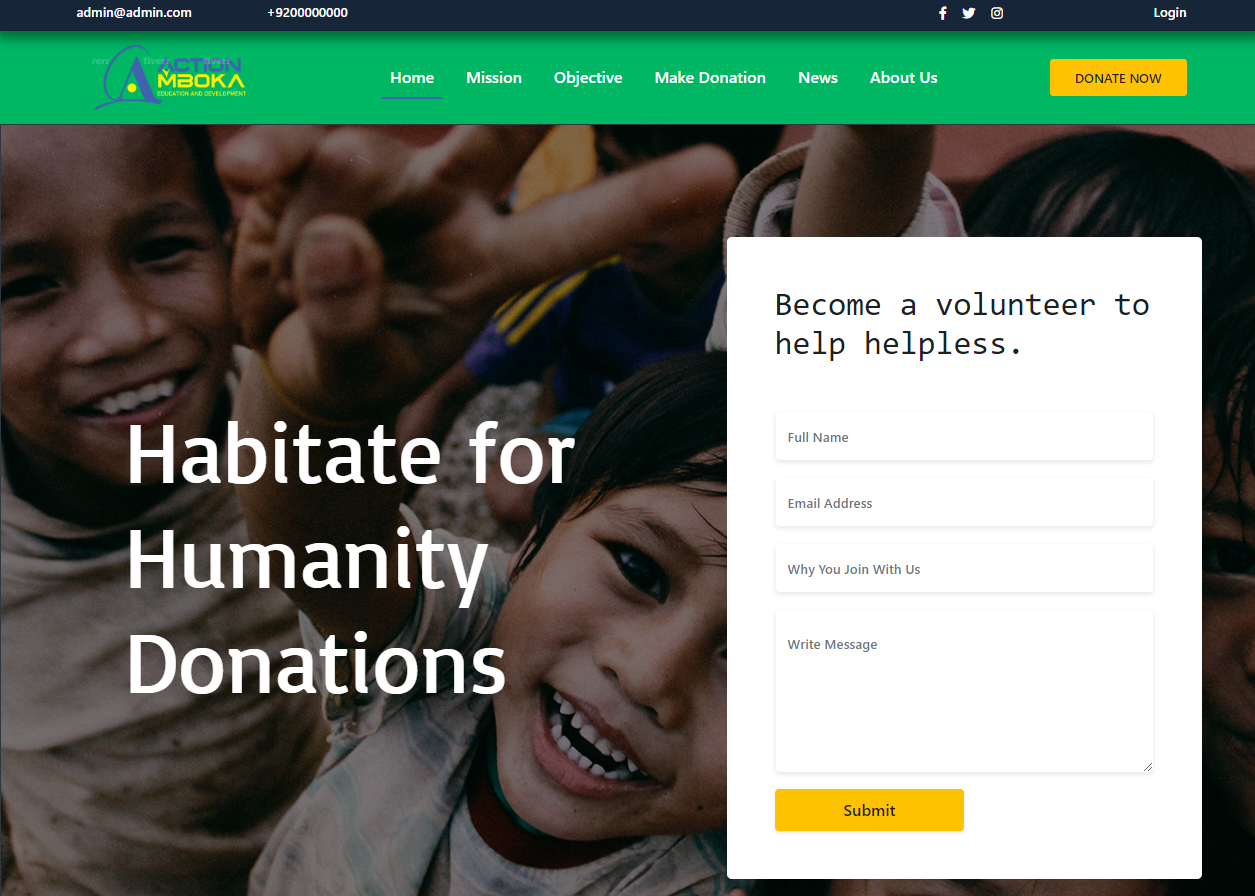 admin@admin.com +9200000000 Login
ACTION
MBOKA
EDUCATION AND DEVELOPMENT
Home Mission Objective Make Donation News About Us DONATE NOW
Become a volunteer to
help helpless.
Full Name
Email Address
Why You Join With Us
Write Message
Submit
Habitate for
Humanity
Donations